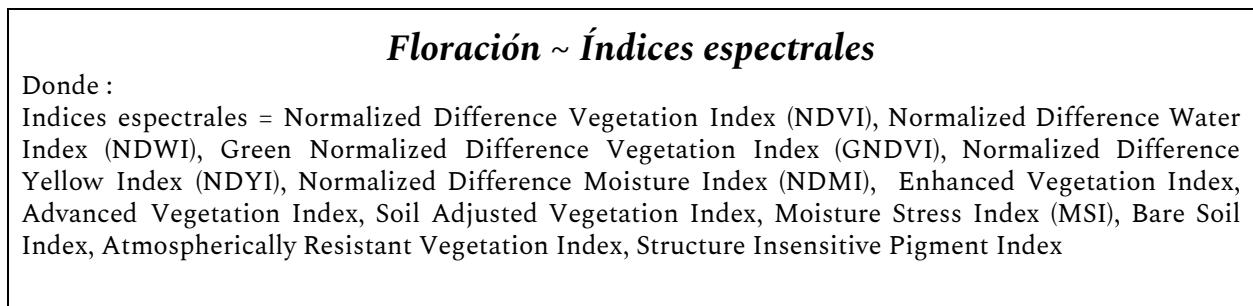 Floración ~ Índices espectrales
Donde :
Indices espectrales = Normalized Difference Vegetation Index (NDVI), Normalized Difference Water
Index (NDWI), Green Normalized Difference Vegetation Index (GNDVI), Normalized Difference
Yellow Index (NDYI), Normalized Difference Moisture Index (NDMI), Enhanced Vegetation Index,
Advanced Vegetation Index, Soil Adjusted Vegetation Index, Moisture Stress Index (MSI), Bare Soil
Index, Atmospherically Resistant Vegetation Index, Structure Insensitive Pigment Index